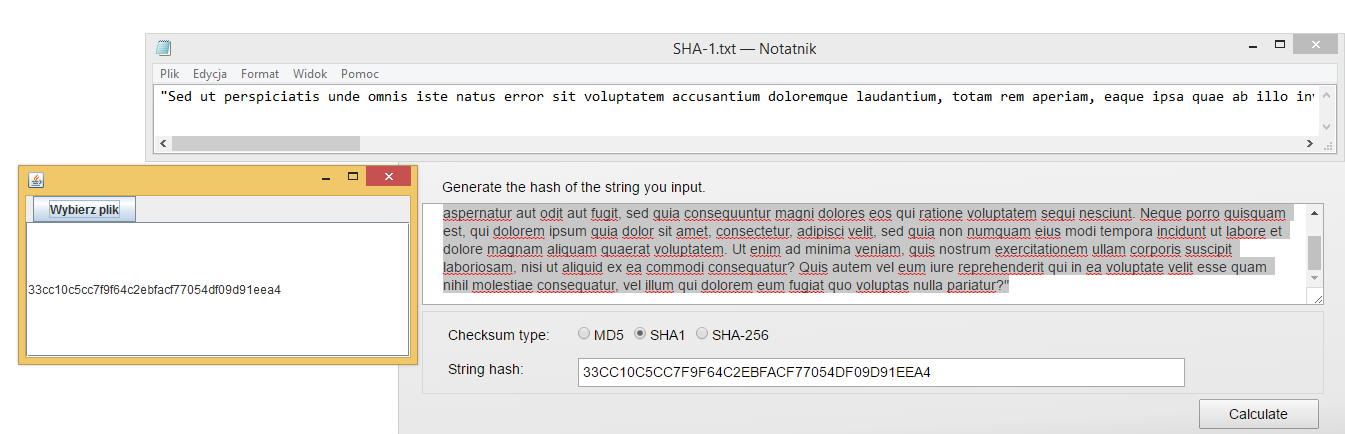 SHA-1.txt — Notatnik
Plik Edycja Format Widok Pomoc
"Sed ut perspiciatis unde omnis iste natus error sit voluptatem accusantium doloremque laudantium, totam rem aperiam, eaque ipsa quae ab illo inv
Wybierz plik
33cc10c5cc7f9f64c2ebfacf77054df09d91eea4
Generate the hash of the string you input.
aspernatur aut odit aut fugit, sed quia consequuntur magni dolores eos qui ratione voluptatem sequi nesciunt. Neque porro quisquam
est, qui dolorem ipsum quia dolor sit amet, consectetur, adipisci velit, sed quia non numquam eius modi tempora incidunt ut labore et
dolore magnam aliquam quaerat voluptatem. Ut enim ad minima veniam, quis nostrum exercitationem ullam corporis suscipit
laboriosam, nisi ut aliquid ex ea commodi consequatur? Quis autem vel eum iure reprehenderit qui in ea voluptate velit esse quam
nihil molestiae consequatur, vel illum qui dolorem eum fugiat quo voluptas nulla pariatur?"
Checksum type: MD5 SHA1 SHA-256
String hash: 33CC10C5CC7F9F64C2EBFACF77054DF09D91EEA4
Calculate